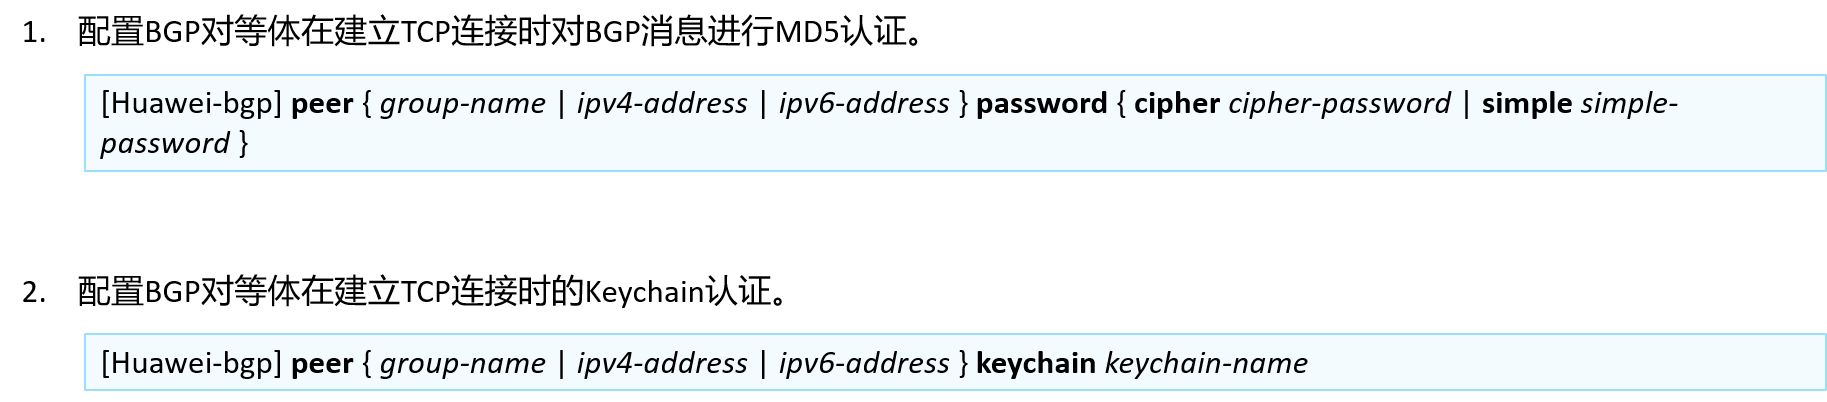 1. 配置BGP对等体在建立TCP连接时对BGP消息进行MD5认证。
[Huawei-bgp] peer { group-name | ipv4-address | ipv6-address } password { cipher cipher-password | simple simple-
password }
2. 配置BGP对等体在建立TCP连接时的Keychain认证。
[Huawei-bgp] peer { group-name | ipv4-address | ipv6-address } keychain keychain-name